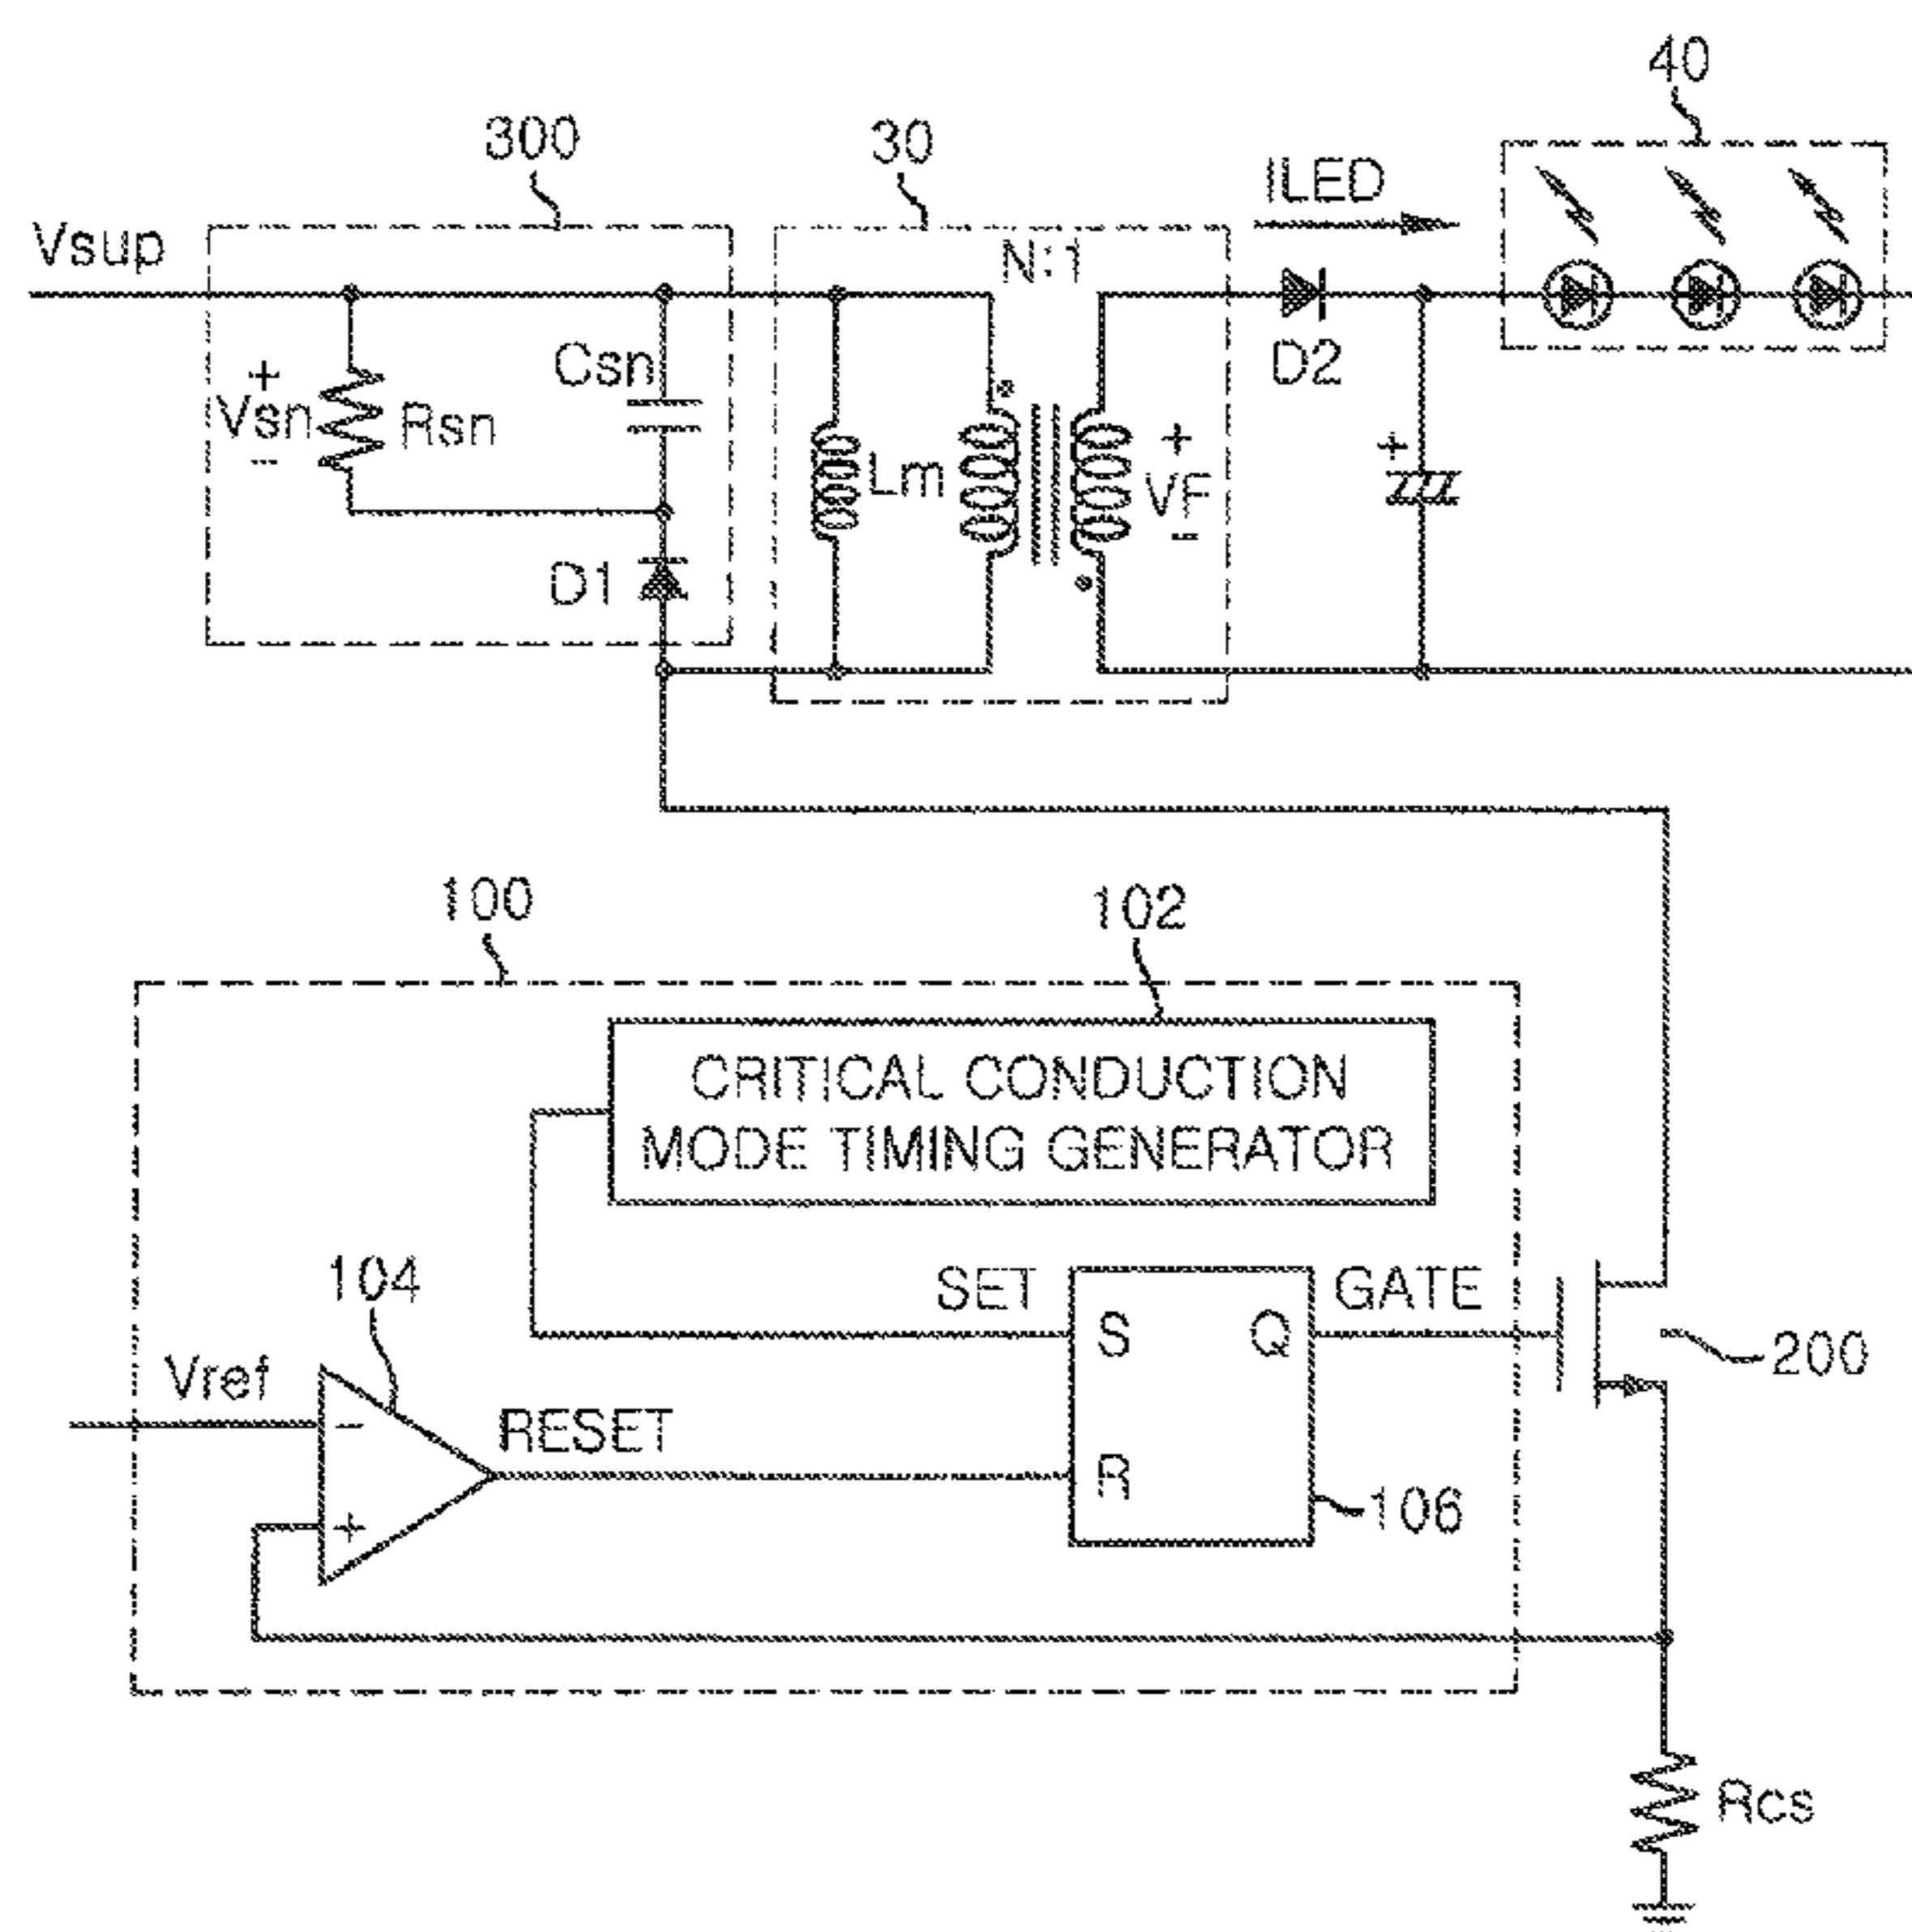 40
300
30
ILED
Vsup
N:1
Csn
D2
+
Vsn
-
Rsn
Lm
+
VF
-
+
D1
100
102
CRITICAL CONDUCTION
MODE TIMING GENERATOR
104
SET
GATE
S
Q
200
Vref
-
RESET
R
106
+
Rcs